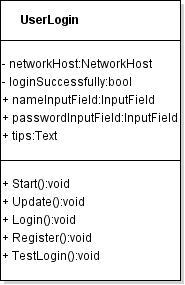 UserLogin
- networkHost:NetworkHost
- loginSuccessfully:bool
+ nameInputField:InputField
+ passwordInputField:InputField
+ tips:Text
+ Start():void
+ Update():void
+ Login():void
+ Register():void
+ TestLogin():void